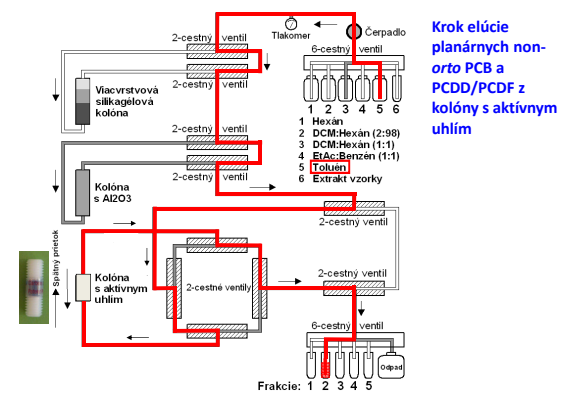 2-cestný ventil
Tlakomer
Čerpadlo
6-cestný ventil
Krok elúcie
planárnych non-
orto PCB a
PCDD/PCDF z
kolóny s aktívnym
uhlím
2-cestný ventil
Viacvrstvová
silikagélová
kolóna
1 2 3 4 5 6
1 Hexán
2 DCM:Hexán (2:98)
3 DCM:Hexán (1:1)
4 EtAc:Benzén (1:1)
5 Toluén
6 Extrakt vzorky
2-cestný ventil
2-cestný ventil
Kolóna
s Al2O3
2-cestný ventil
Spätný prietok
Kolóna
s aktívnym
uhlím
2-cestné ventily
2-cestný ventil
6-cestný ventil
Odpad
Frakcie: 1 2 3 4 5